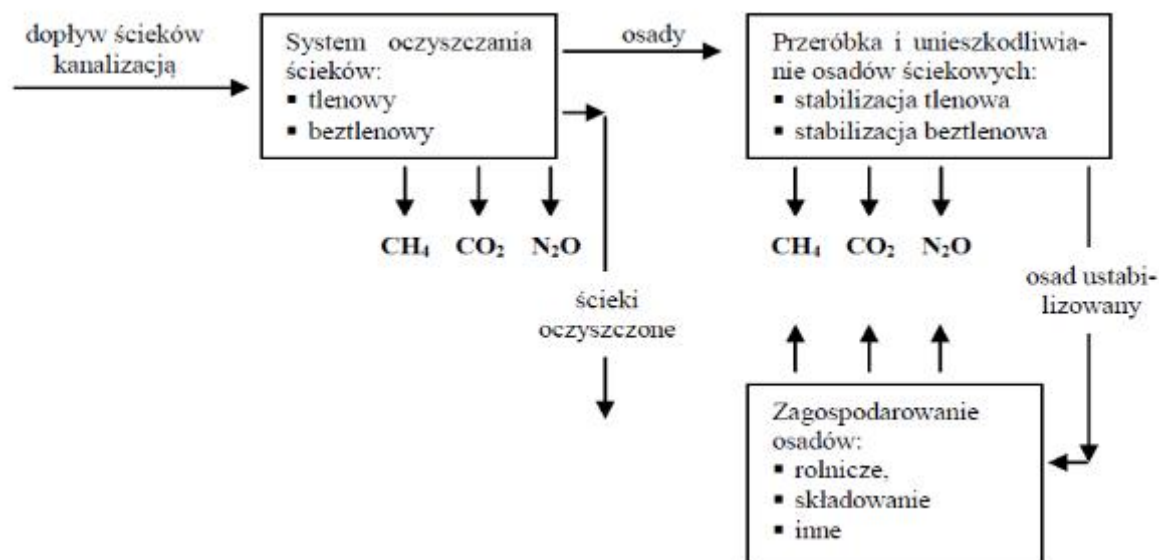 dopływ ścieków
kanalizacją
System oczyszczania
ścieków:
▪ tlenowy
▪ beztlenowy
osady
Przeróbka i unieszkodliwia-
nie osadów ściekowych:
▪ stabilizacja tlenowa
▪ stabilizacja beztlenowa
CH₄ CO₂ N₂O
CH₄ CO₂ N₂O
ścieki
oczyszczone
osad ustabi-
lizowany
Zagospodarowanie
osadów:
▪ rolnicze,
▪ składowanie
▪ inne